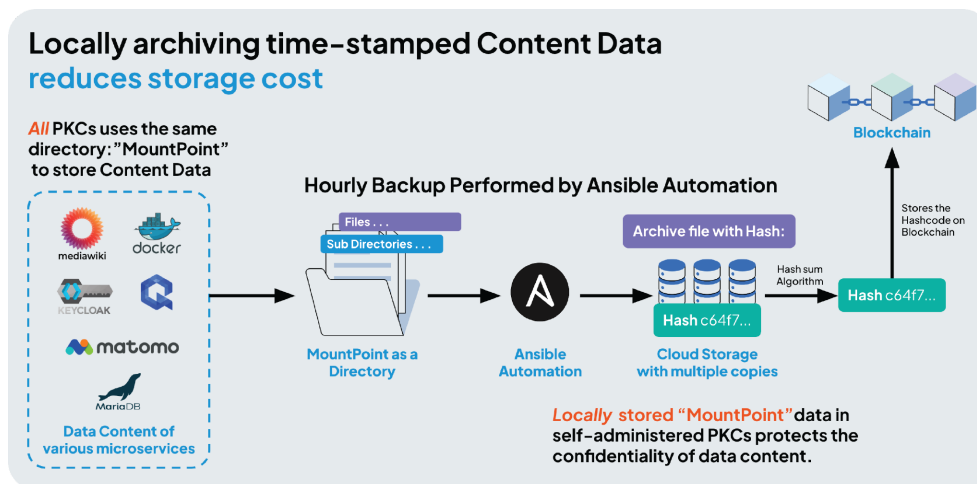 Locally archiving time-stamped Content Data
reduces storage cost
All PKCs uses the same
directory:”MountPoint”
to store Content Data
mediawiki
docker
KEYCLOAK
matomo
MariaDB
Data Content of
various microservices
Hourly Backup Performed by Ansible Automation
Files . . .
Sub Directories . . .
MountPoint as a
Directory
Ansible
Automation
Archive file with Hash:
Hash c64f7...
Cloud Storage
with multiple copies
Hash sum
Algorithm
Hash c64f7...
Stores the
Hashcode on
Blockchain
Blockchain
Locally stored “MountPoint”data in
self-administered PKCs protects the
confidentiality of data content.